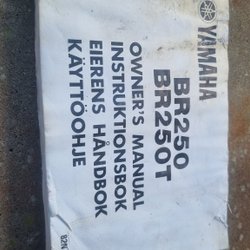 YAMAHA
BR250
BR250T
OWNER'S MANUAL
INSTRUKTIONSBOK
EIERENS HÅNDBOK
KÄYTTÖOHJE